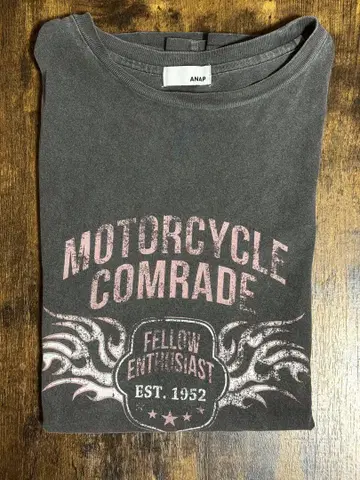 ANAP
MOTORCYCLE
COMRADE
FELLOW
ENTHUSIAST
EST. 1952